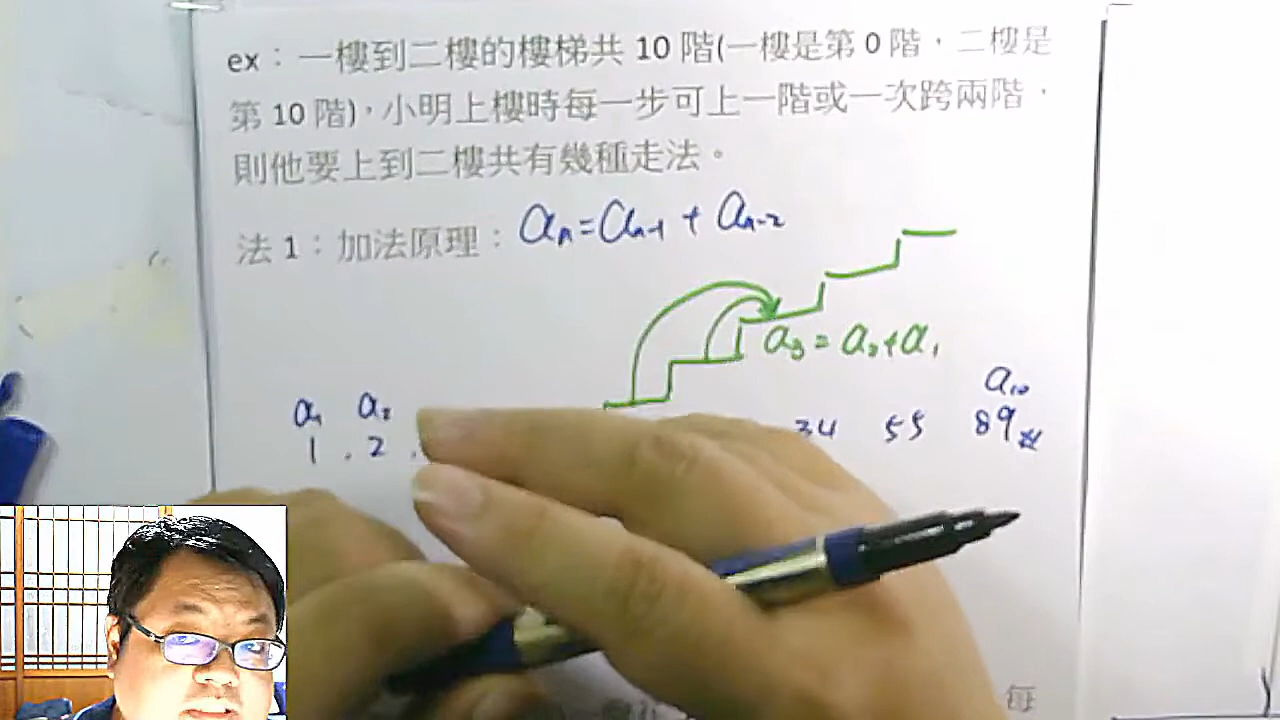 ex：一樓到二樓的樓梯共 10 階(一樓是第 0 階，二樓是
第 10 階)，小明上樓時每一步可上一階或一次跨兩階，
則他要上到二樓共有幾種走法。
法 1：加法原理： aₙ=aₙ₋₁ + aₙ₋₂
a₃ = a₂+a₁
a₁₀
a₁ a₂
34 55 89
1 . 2 .
每